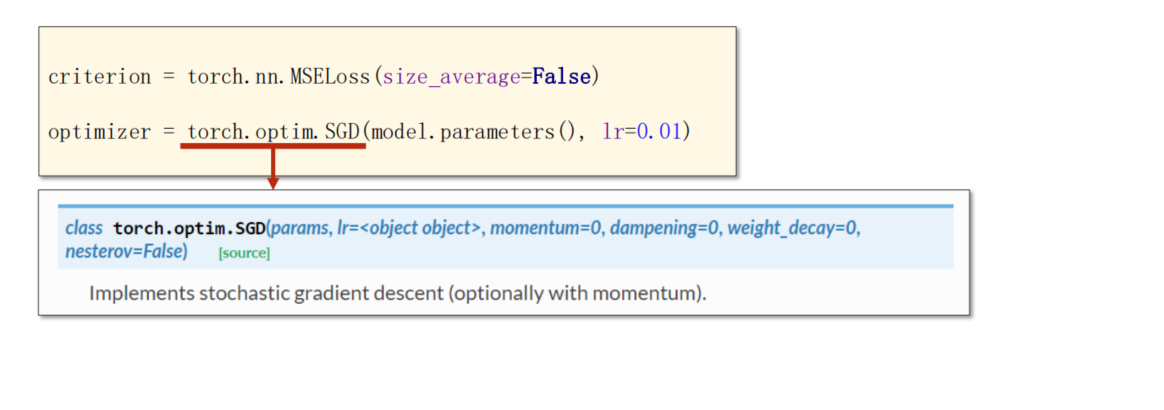 criterion = torch.nn.MSELoss(size_average=False)
optimizer = torch.optim.SGD(model.parameters(), lr=0.01)
class torch.optim.SGD(params, lr=<object object>, momentum=0, dampening=0, weight_decay=0,
nesterov=False) [source]
Implements stochastic gradient descent (optionally with momentum).